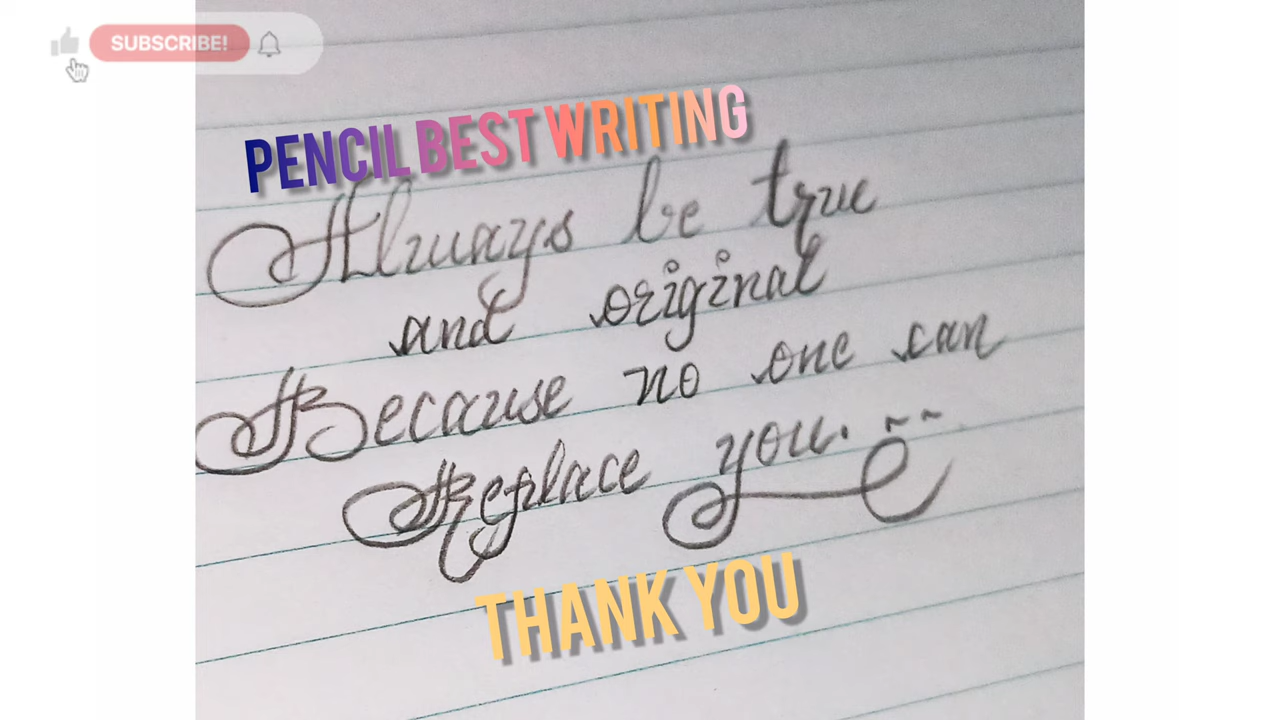 SUBSCRIBE!
PENCIL BEST WRITING
Always be true
and original
Because no one can
Replace you.
THANK YOU